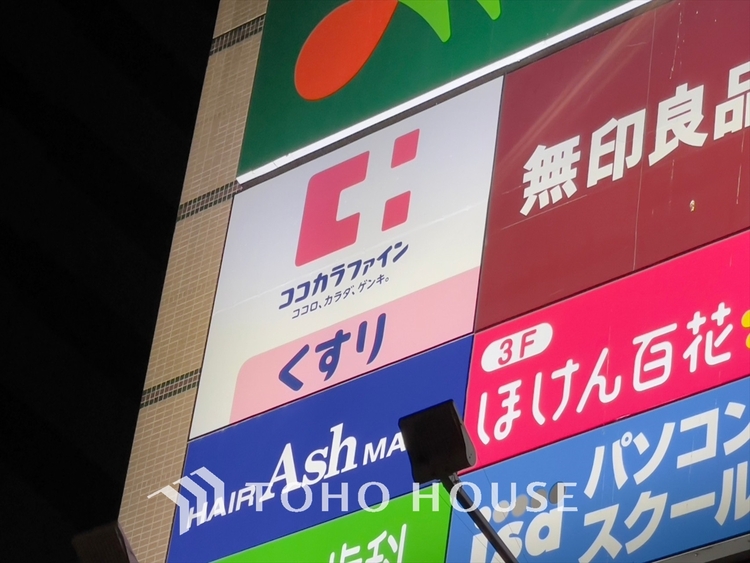 無印良品
ココカラファイン
ココロ、カラダ、ゲンキ。
くすり
3F
ほけん百花
HAIR Ash MA
パソコン
スクール
isa
TOHO HOUSE